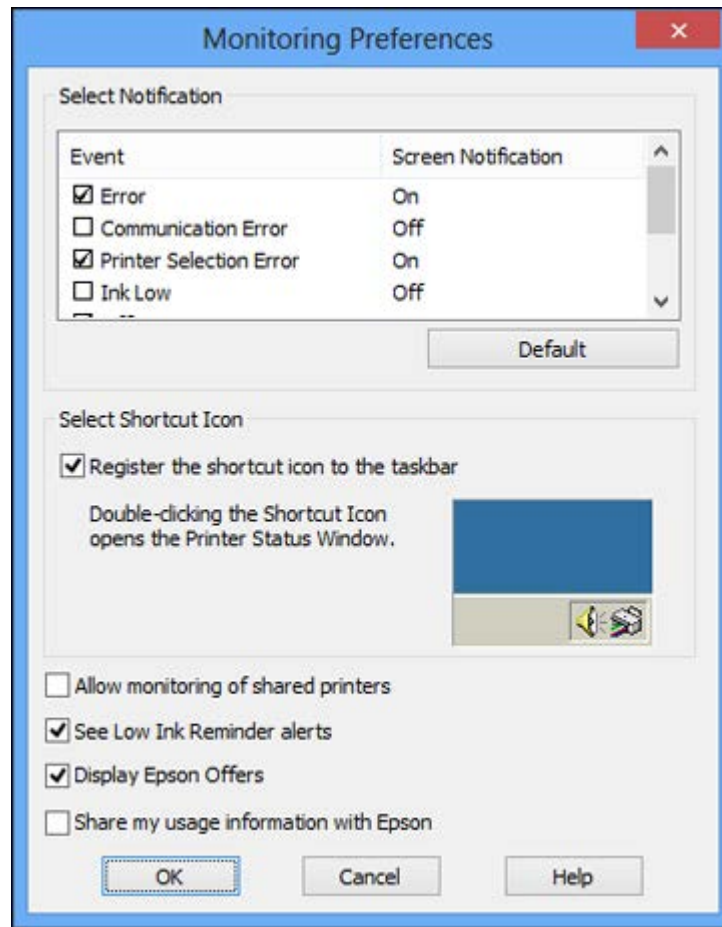 Monitoring Preferences
Select Notification
Event Screen Notification
Error On
Communication Error Off
Printer Selection Error On
Ink Low Off
Default
Select Shortcut Icon
Register the shortcut icon to the taskbar
Double-clicking the Shortcut Icon
opens the Printer Status Window.
Allow monitoring of shared printers
See Low Ink Reminder alerts
Display Epson Offers
Share my usage information with Epson
OK Cancel Help